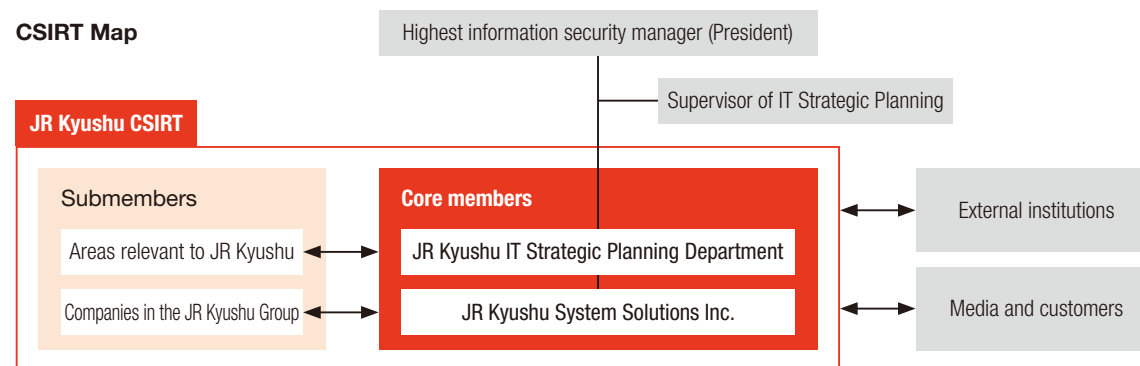 CSIRT Map
Highest information security manager (President)
Supervisor of IT Strategic Planning
JR Kyushu CSIRT
Submembers
Areas relevant to JR Kyushu
Companies in the JR Kyushu Group
Core members
JR Kyushu IT Strategic Planning Department
JR Kyushu System Solutions Inc.
External institutions
Media and customers